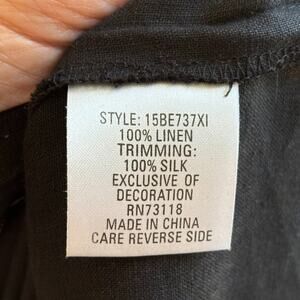 STYLE: 15BE737XI
100% LINEN
TRIMMING:
100% SILK
EXCLUSIVE OF
DECORATION
RN73118
MADE IN CHINA
CARE REVERSE SIDE